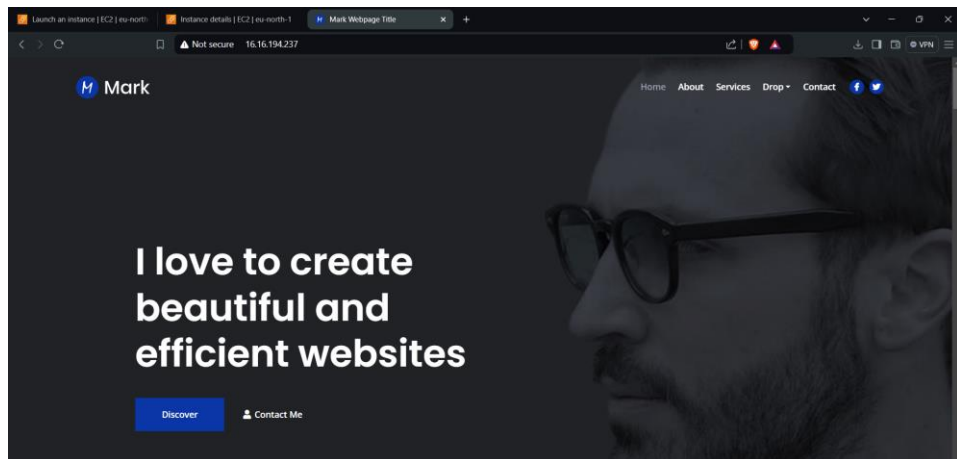 Launch an instance | EC2 | eu-north
Instance details | EC2 | eu-north-1
Mark Webpage Title
Not secure 16.16.194.237
VPN
Mark
Home About Services Drop Contact
I love to create
beautiful and
efficient websites
Discover Contact Me